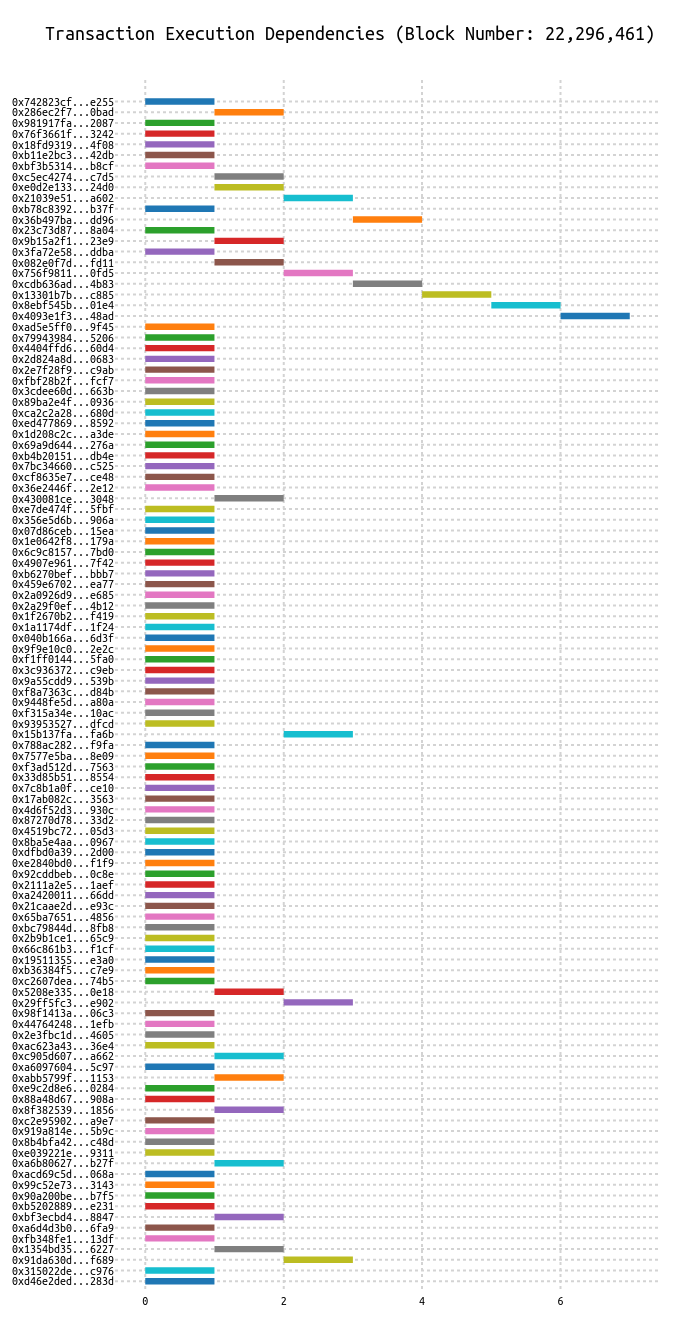 Transaction Execution Dependencies (Block Number: 22,296,461)
0x742823cf...e255
0x286ec2f7...0bad
0x981917fa...2087
0x76f3661f...3242
0x18fd9319...4f08
0xb11e2bc3...42db
0xbf3b5314...b8cf
0xc5ec4274...c7d5
0xe0d2e133...24d0
0x21039e51...a602
0xb78c8392...b37f
0x36b497ba...dd96
0x23c73d87...8a04
0x9b15a2f1...23e9
0x3fa72e58...ddba
0x082e0f7d...fd11
0x756f9811...0fd5
0xcdb636ad...4b83
0x13301b7b...c885
0x8ebf545b...01e4
0x4093e1f3...48ad
0xad5e5ff0...9f45
0x79943984...5206
0x4404ffd6...60d4
0x2d824a8d...0683
0x2e7f28f9...c9ab
0xfbf28b2f...fcf7
0x3cdee60d...663b
0x89ba2e4f...0936
0xca2c2a28...680d
0xed477869...8592
0x1d208c2c...a3de
0x69a9d644...276a
0xb4b20151...db4e
0x7bc34660...c525
0xcf8635e7...ce48
0x36e2446f...2e12
0x430081ce...3048
0xe7de474f...5fbf
0x356e5d6b...906a
0x07d86ceb...15ea
0x1e0642f8...179a
0x6c9c8157...7bd0
0x4907e961...7f42
0xb6270bef...bbb7
0x459e6702...ea77
0x2a0926d9...e685
0x2a29f0ef...4b12
0x1f2670b2...f419
0x1a1174df...1f24
0x040b166a...6d3f
0x9f9e10c0...2e2c
0xf1ff0144...5fa0
0x3c936372...c9eb
0x9a55cdd9...539b
0xf8a7363c...d84b
0x9448fe5d...a80a
0xf315a34e...10ac
0x93953527...dfcd
0x15b137fa...fa6b
0x788ac282...f9fa
0x7577e5ba...8e09
0xf3ad512d...7563
0x33d85b51...8554
0x7c8b1a0f...ce10
0x17ab082c...3563
0x4d6f52d3...930c
0x87270d78...33d2
0x4519bc72...05d3
0x8ba5e4aa...0967
0xdfbd0a39...2d00
0xe2840bd0...f1f9
0x92cddbeb...0c8e
0x2111a2e5...1aef
0xa2420011...66dd
0x21caae2d...e93c
0x65ba7651...4856
0xbc79844d...8fb8
0x2b9b1ce1...65c9
0x66c861b3...f1cf
0x19511355...e3a0
0xb36384f5...c7e9
0xc2607dea...74b5
0x5208e335...0e18
0x29ff5fc3...e902
0x98f1413a...06c3
0x44764248...1efb
0x2e3fbc1d...4605
0xac623a43...36e4
0xc905d607...a662
0xa6097604...5c97
0xabb5799f...1153
0xe9c2d8e6...0284
0x88a48d67...908a
0x8f382539...1856
0xc2e95902...a9e7
0x919a814e...5b9c
0x8b4bfa42...c48d
0xe039221e...9311
0xa6b80627...b27f
0xacd69c5d...068a
0x99c52e73...3143
0x90a200be...b7f5
0xb5202889...e231
0xbf3ecbd4...8847
0xa6d4d3b0...6fa9
0xfb348fe1...13df
0x1354bd35...6227
0x91da630d...f689
0x315022de...c976
0xd46e2ded...283d
0 2 4 6